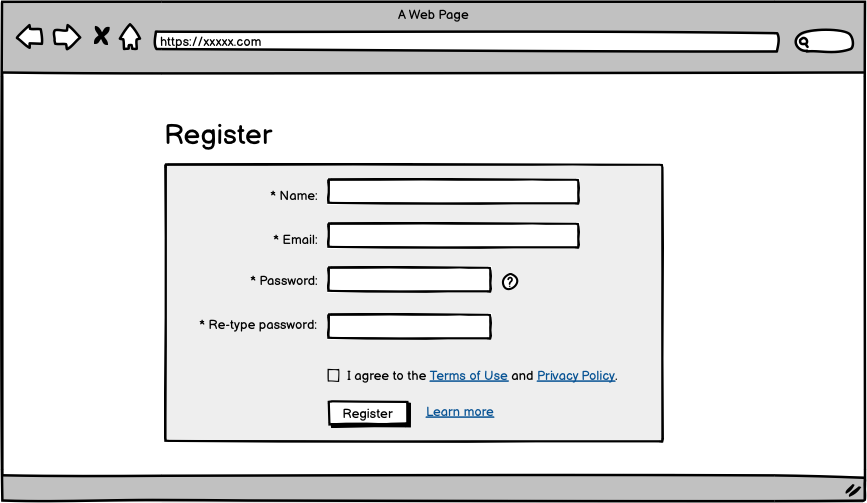 A Web Page
https://xxxxx.com
Register
* Name:
* Email:
* Password:
?
* Re-type password:
I agree to the Terms of Use and Privacy Policy.
Register Learn more